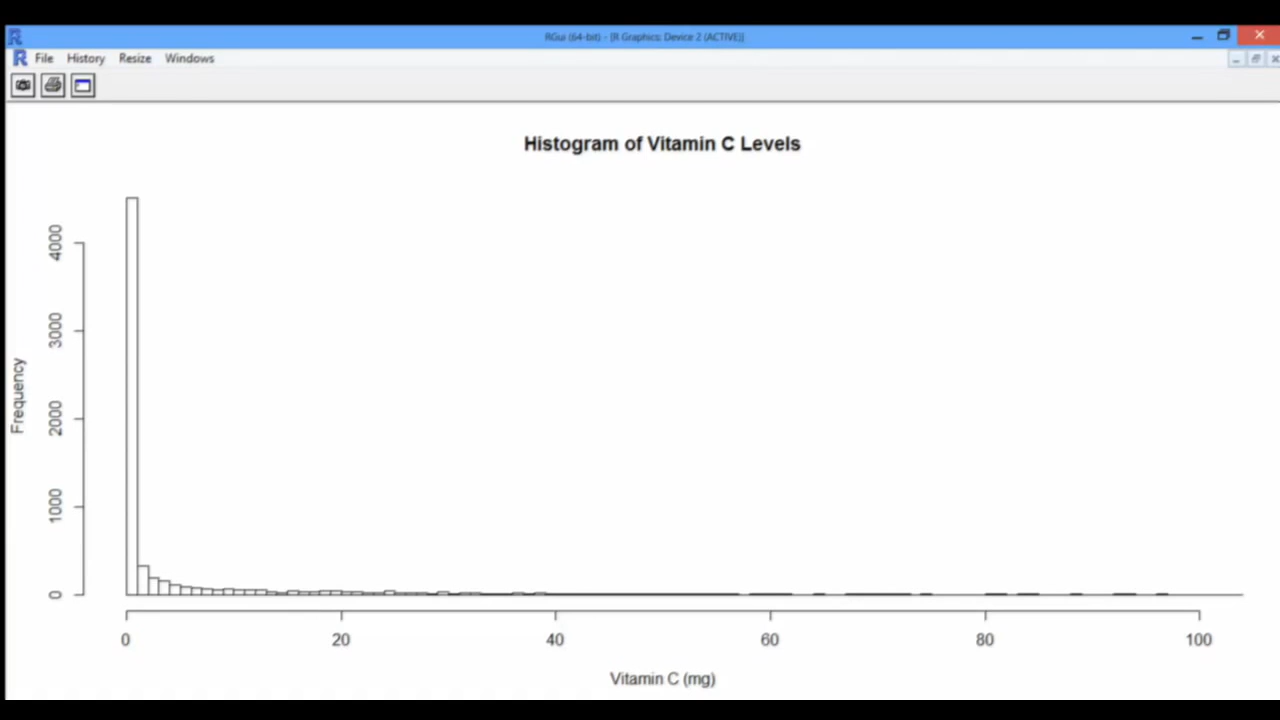 RGui (64-bit) - [R Graphics: Device 2 (ACTIVE)]
File History Resize Windows
Histogram of Vitamin C Levels
Frequency
4000
3000
2000
1000
0
0 20 40 60 80 100
Vitamin C (mg)